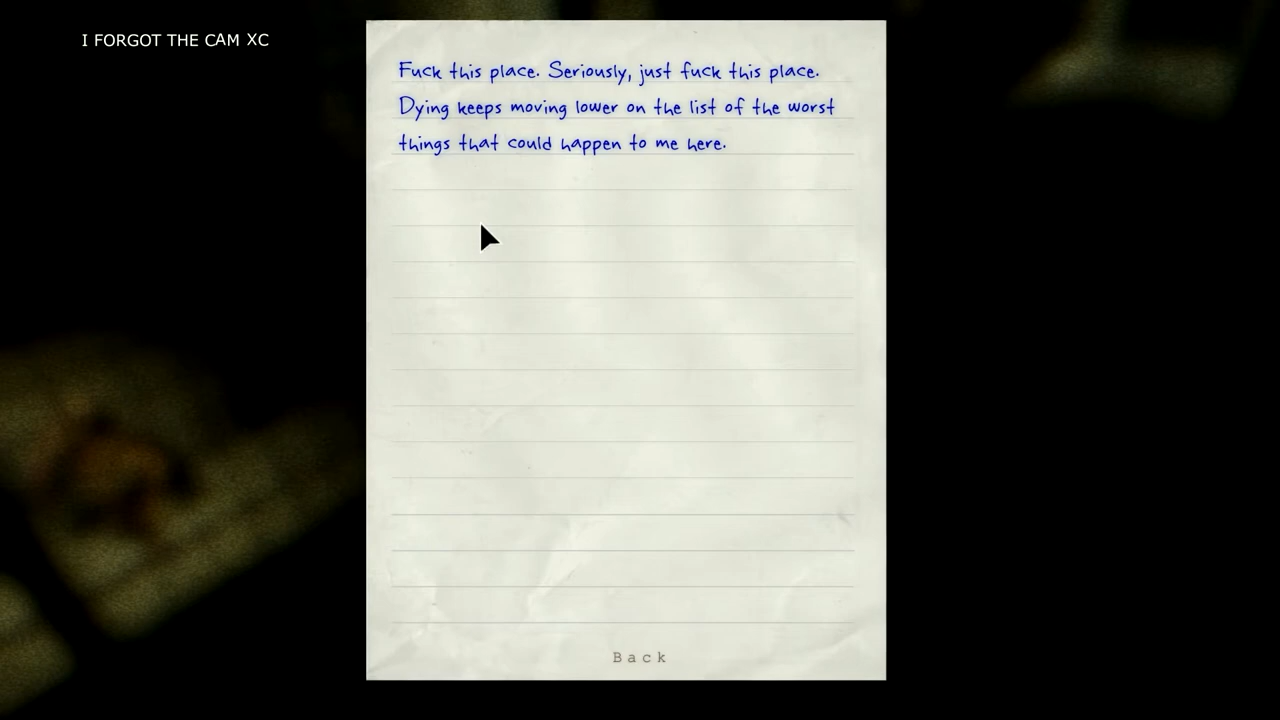 I FORGOT THE CAM XC
Fuck this place. Seriously, just fuck this place.
Dying keeps moving lower on the list of the worst
things that could happen to me here.
Back